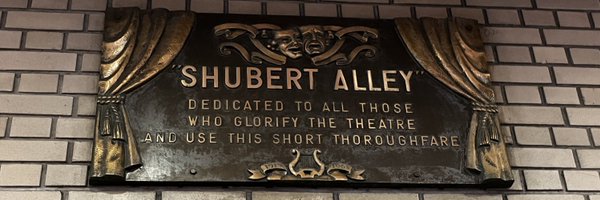 "SHUBERT ALLEY"
DEDICATED TO ALL THOSE
WHO GLORIFY THE THEATRE
AND USE THIS SHORT THOROUGHFARE